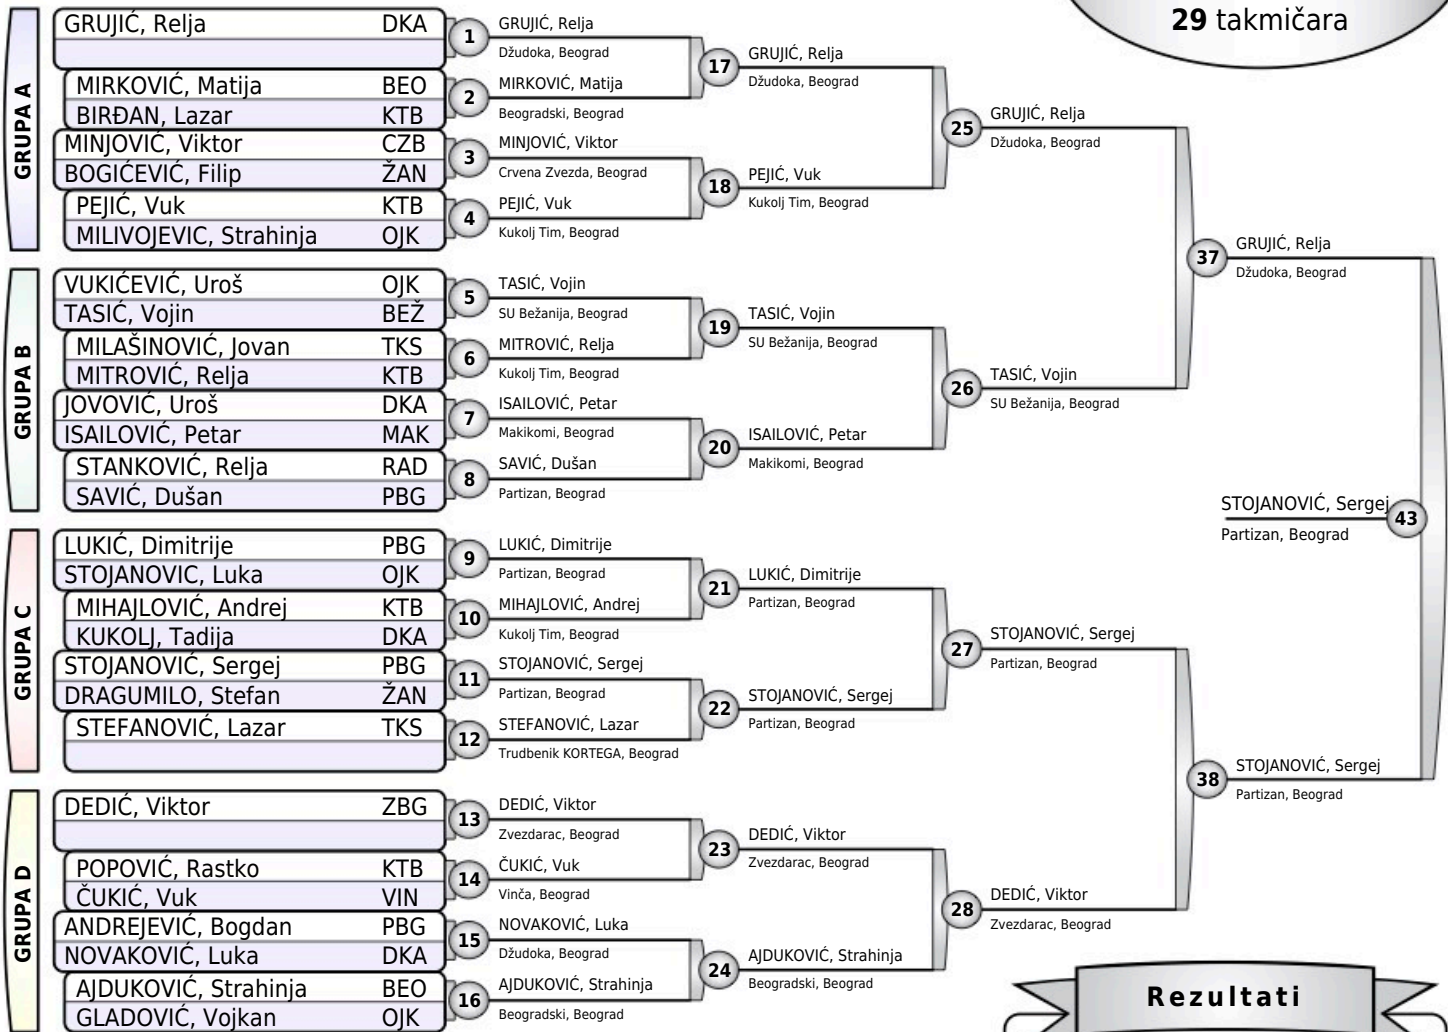 29 takmičara
GRUPA A
GRUJIĆ, Relja DKA
MIRKOVIĆ, Matija BEO
BIRĐAN, Lazar KTB
MINJOVIĆ, Viktor CZB
BOGIĆEVIĆ, Filip ŽAN
PEJIĆ, Vuk KTB
MILIVOJEVIC, Strahinja OJK
GRUPA B
VUKIĆEVIĆ, Uroš OJK
TASIĆ, Vojin BEŽ
MILAŠINOVIĆ, Jovan TKS
MITROVIĆ, Relja KTB
JOVOVIĆ, Uroš DKA
ISAILOVIĆ, Petar MAK
STANKOVIĆ, Relja RAD
SAVIĆ, Dušan PBG
GRUPA C
LUKIĆ, Dimitrije PBG
STOJANOVIC, Luka OJK
MIHAJLOVIĆ, Andrej KTB
KUKOLJ, Tadija DKA
STOJANOVIĆ, Sergej PBG
DRAGUMILO, Stefan ŽAN
STEFANOVIĆ, Lazar TKS
GRUPA D
DEDIĆ, Viktor ZBG
POPOVIĆ, Rastko KTB
ČUKIĆ, Vuk VIN
ANDREJEVIĆ, Bogdan PBG
NOVAKOVIĆ, Luka DKA
AJDUKOVIĆ, Strahinja BEO
GLADOVIĆ, Vojkan OJK
1
GRUJIĆ, Relja
Džudoka, Beograd
2
MIRKOVIĆ, Matija
Beogradski, Beograd
3
MINJOVIĆ, Viktor
Crvena Zvezda, Beograd
4
PEJIĆ, Vuk
Kukolj Tim, Beograd
5
TASIĆ, Vojin
SU Bežanija, Beograd
6
MITROVIĆ, Relja
Kukolj Tim, Beograd
7
ISAILOVIĆ, Petar
Makikomi, Beograd
8
SAVIĆ, Dušan
Partizan, Beograd
9
LUKIĆ, Dimitrije
Partizan, Beograd
10
MIHAJLOVIĆ, Andrej
Kukolj Tim, Beograd
11
STOJANOVIĆ, Sergej
Partizan, Beograd
12
STEFANOVIĆ, Lazar
Trudbenik KORTEGA, Beograd
13
DEDIĆ, Viktor
Zvezdarac, Beograd
14
ČUKIĆ, Vuk
Vinča, Beograd
15
NOVAKOVIĆ, Luka
Džudoka, Beograd
16
AJDUKOVIĆ, Strahinja
Beogradski, Beograd
17
GRUJIĆ, Relja
Džudoka, Beograd
18
PEJIĆ, Vuk
Kukolj Tim, Beograd
19
TASIĆ, Vojin
SU Bežanija, Beograd
20
ISAILOVIĆ, Petar
Makikomi, Beograd
21
LUKIĆ, Dimitrije
Partizan, Beograd
22
STOJANOVIĆ, Sergej
Partizan, Beograd
23
DEDIĆ, Viktor
Zvezdarac, Beograd
24
AJDUKOVIĆ, Strahinja
Beogradski, Beograd
25
GRUJIĆ, Relja
Džudoka, Beograd
26
TASIĆ, Vojin
SU Bežanija, Beograd
27
STOJANOVIĆ, Sergej
Partizan, Beograd
28
DEDIĆ, Viktor
Zvezdarac, Beograd
37
GRUJIĆ, Relja
Džudoka, Beograd
38
STOJANOVIĆ, Sergej
Partizan, Beograd
STOJANOVIĆ, Sergej
43
Partizan, Beograd
Rezultati